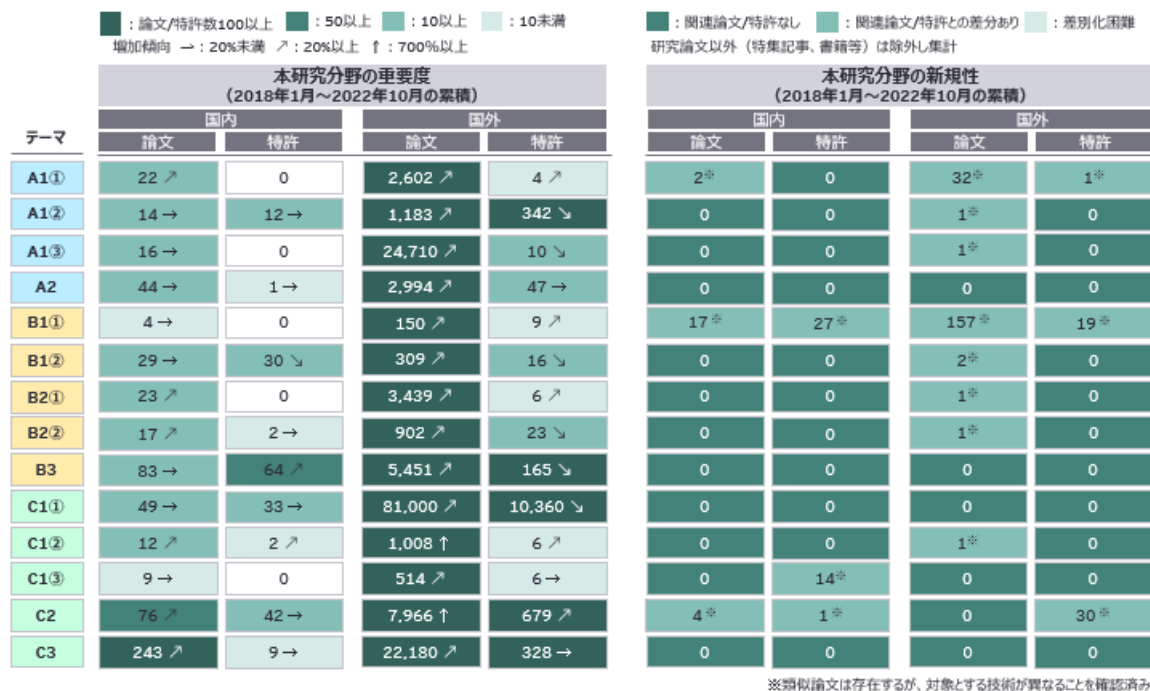 ：論文/特許数100以上 ：50以上 ：10以上 ：10未満
増加傾向 →：20%未満 ↗：20%以上 ↑：700%以上
：関連論文/特許なし ：関連論文/特許との差分あり ：差別化困難
研究論文以外（特集記事、書籍等）は除外し集計
本研究分野の重要度
（2018年1月～2022年10月の累積）
本研究分野の新規性
（2018年1月～2022年10月の累積）
国内 国外 国内 国外
テーマ 論文 特許 論文 特許 論文 特許 論文 特許
A1① 22 ↗ 0 2,602 ↗ 4 ↗ 2※ 0 32※ 1※
A1② 14 → 12 → 1,183 ↗ 342 ↘ 0 0 1※ 0
A1③ 16 → 0 24,710 ↗ 10 ↘ 0 0 1※ 0
A2 44 → 1 → 2,994 ↗ 47 → 0 0 0 0
B1① 4 → 0 150 ↗ 9 ↗ 17※ 27※ 157※ 19※
B1② 29 → 30 ↘ 309 ↗ 16 ↘ 0 0 2※ 0
B2① 23 ↗ 0 3,439 ↗ 6 ↗ 0 0 1※ 0
B2② 17 ↗ 2 → 902 ↗ 23 ↘ 0 0 1※ 0
B3 83 → 64 ↗ 5,451 ↗ 165 ↘ 0 0 0 0
C1① 49 → 33 → 81,000 ↗ 10,360 ↘ 0 0 0 0
C1② 12 ↗ 2 ↗ 1,008 ↑ 6 ↗ 0 0 1※ 0
C1③ 9 → 0 514 ↗ 6 → 0 14※ 0 0
C2 76 ↗ 42 → 7,966 ↑ 679 ↗ 4※ 1※ 0 30※
C3 243 ↗ 9 → 22,180 ↗ 328 → 0 0 0 0
※類似論文は存在するが、対象とする技術が異なることを確認済み